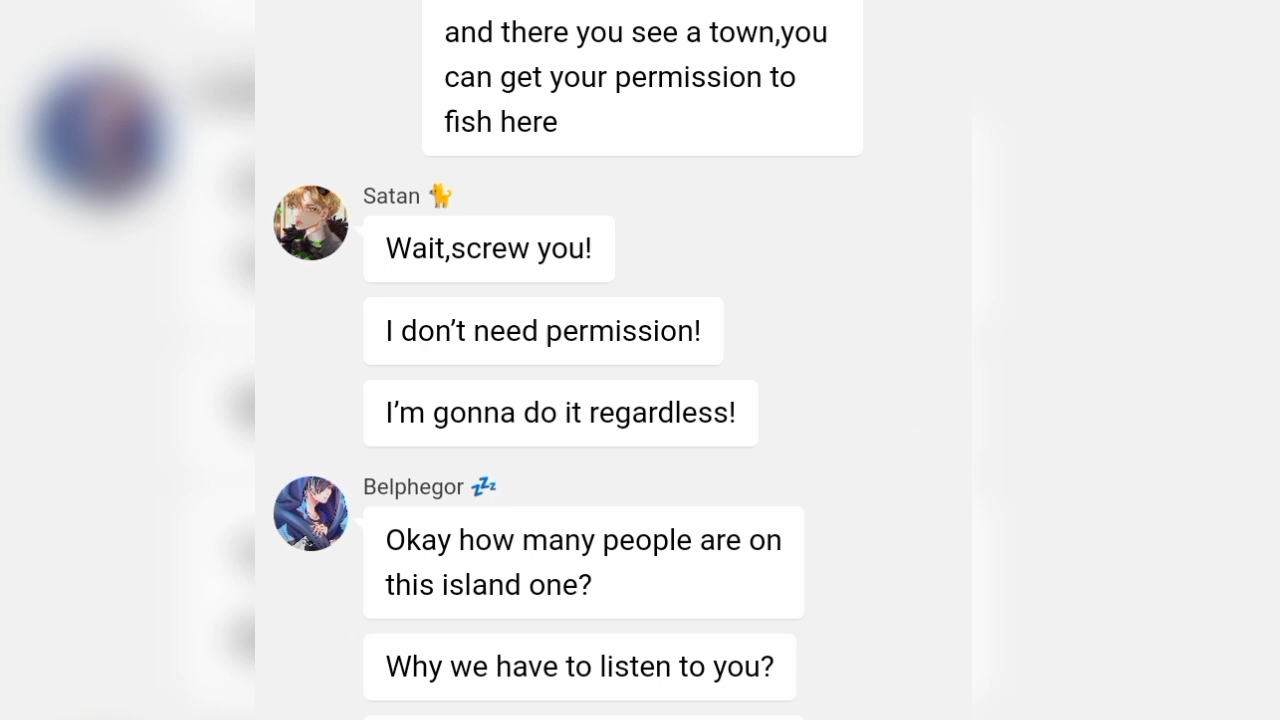 and there you see a town,you
can get your permission to
fish here
Satan 🐈
Wait,screw you!
I don’t need permission!
I’m gonna do it regardless!
Belphegor 💤
Okay how many people are on
this island one?
Why we have to listen to you?